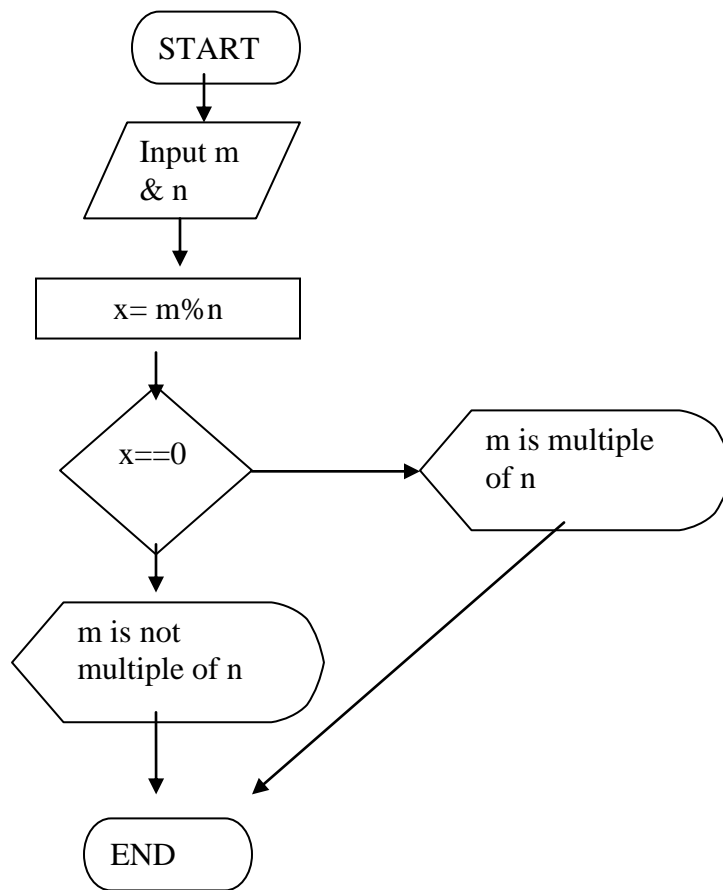 START
Input m
& n
x= m%n
x==0
m is multiple
of n
m is not
multiple of n
END